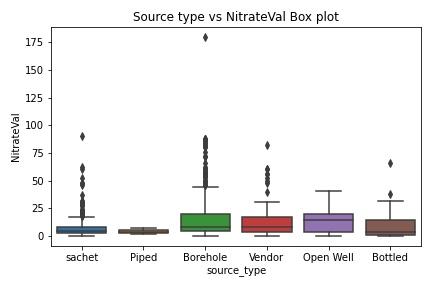 Source type vs NitrateVal Box plot
NitrateVal
175
150
125
100
75
50
25
0
sachet Piped Borehole Vendor Open Well Bottled
source_type